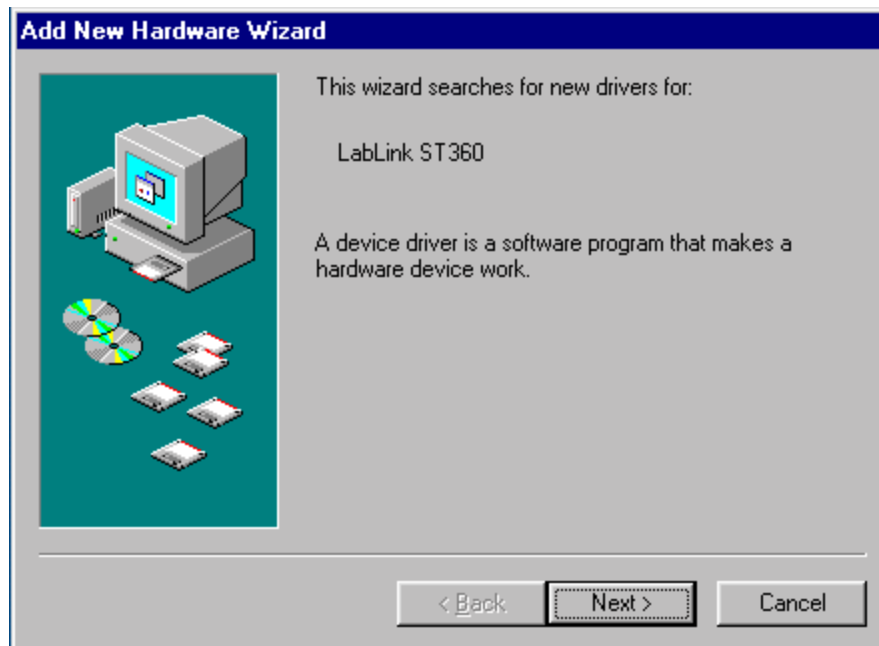 Add New Hardware Wizard
This wizard searches for new drivers for:
LabLink ST360
A device driver is a software program that makes a
hardware device work.
< Back
Next >
Cancel